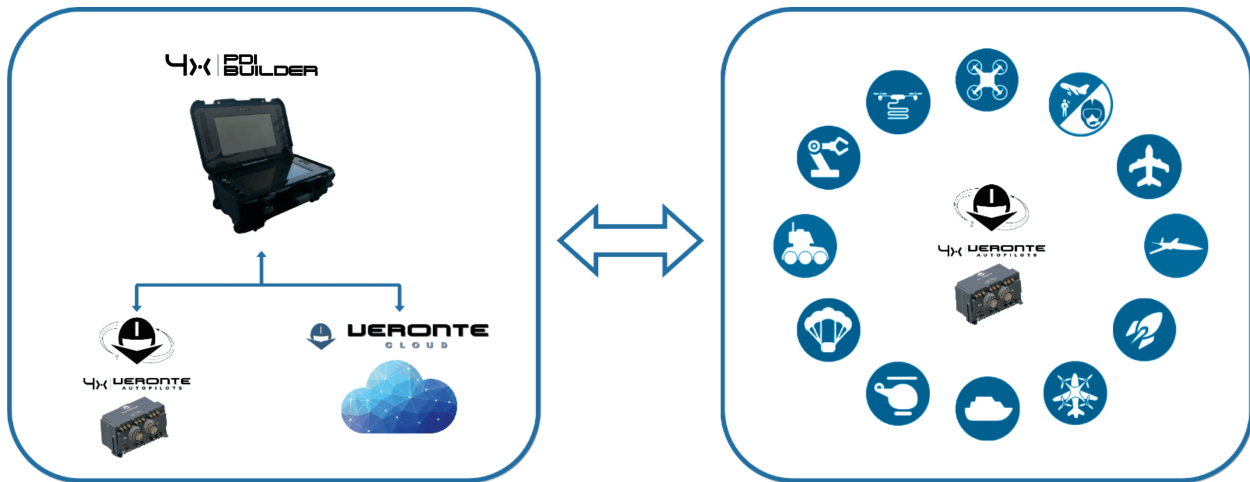 4x PDI
BUILDER
4x VERONTE
AUTOPILOTS
VERONTE
CLOUD
4x VERONTE
AUTOPILOTS